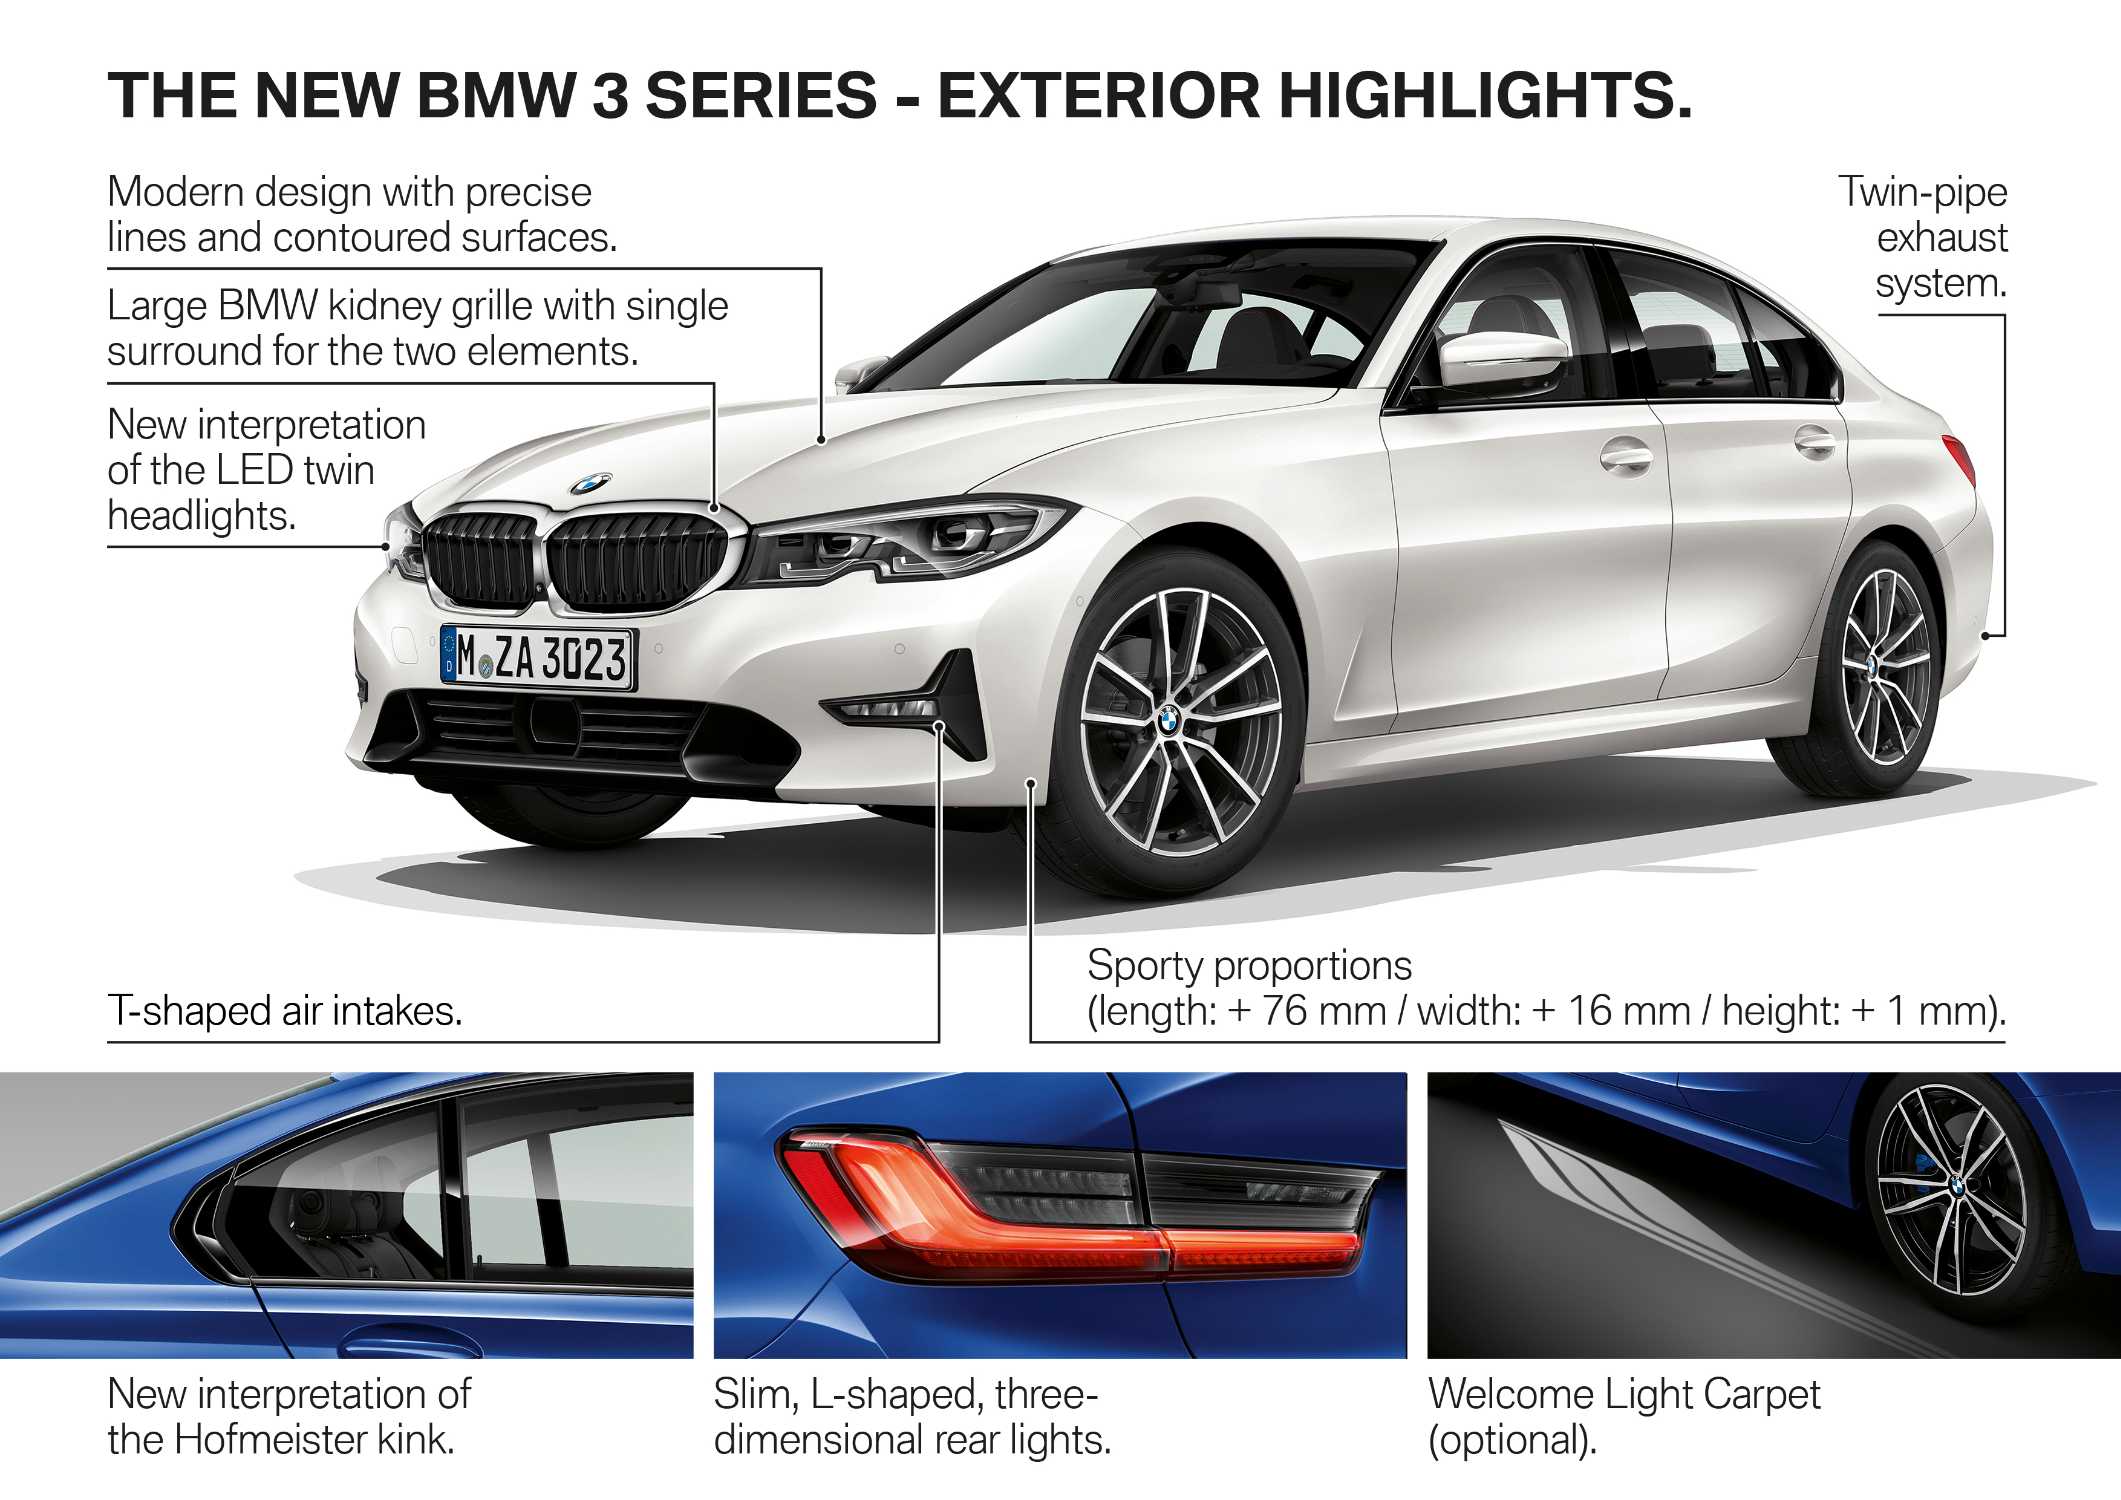 THE NEW BMW 3 SERIES - EXTERIOR HIGHLIGHTS.
Modern design with precise
lines and contoured surfaces.
Large BMW kidney grille with single
surround for the two elements.
New interpretation
of the LED twin
headlights.
Twin-pipe
exhaust
system.
M ZA 3023
D
T-shaped air intakes.
Sporty proportions
(length: + 76 mm / width: + 16 mm / height: + 1 mm).
New interpretation of
the Hofmeister kink.
Slim, L-shaped, three-
dimensional rear lights.
Welcome Light Carpet
(optional).